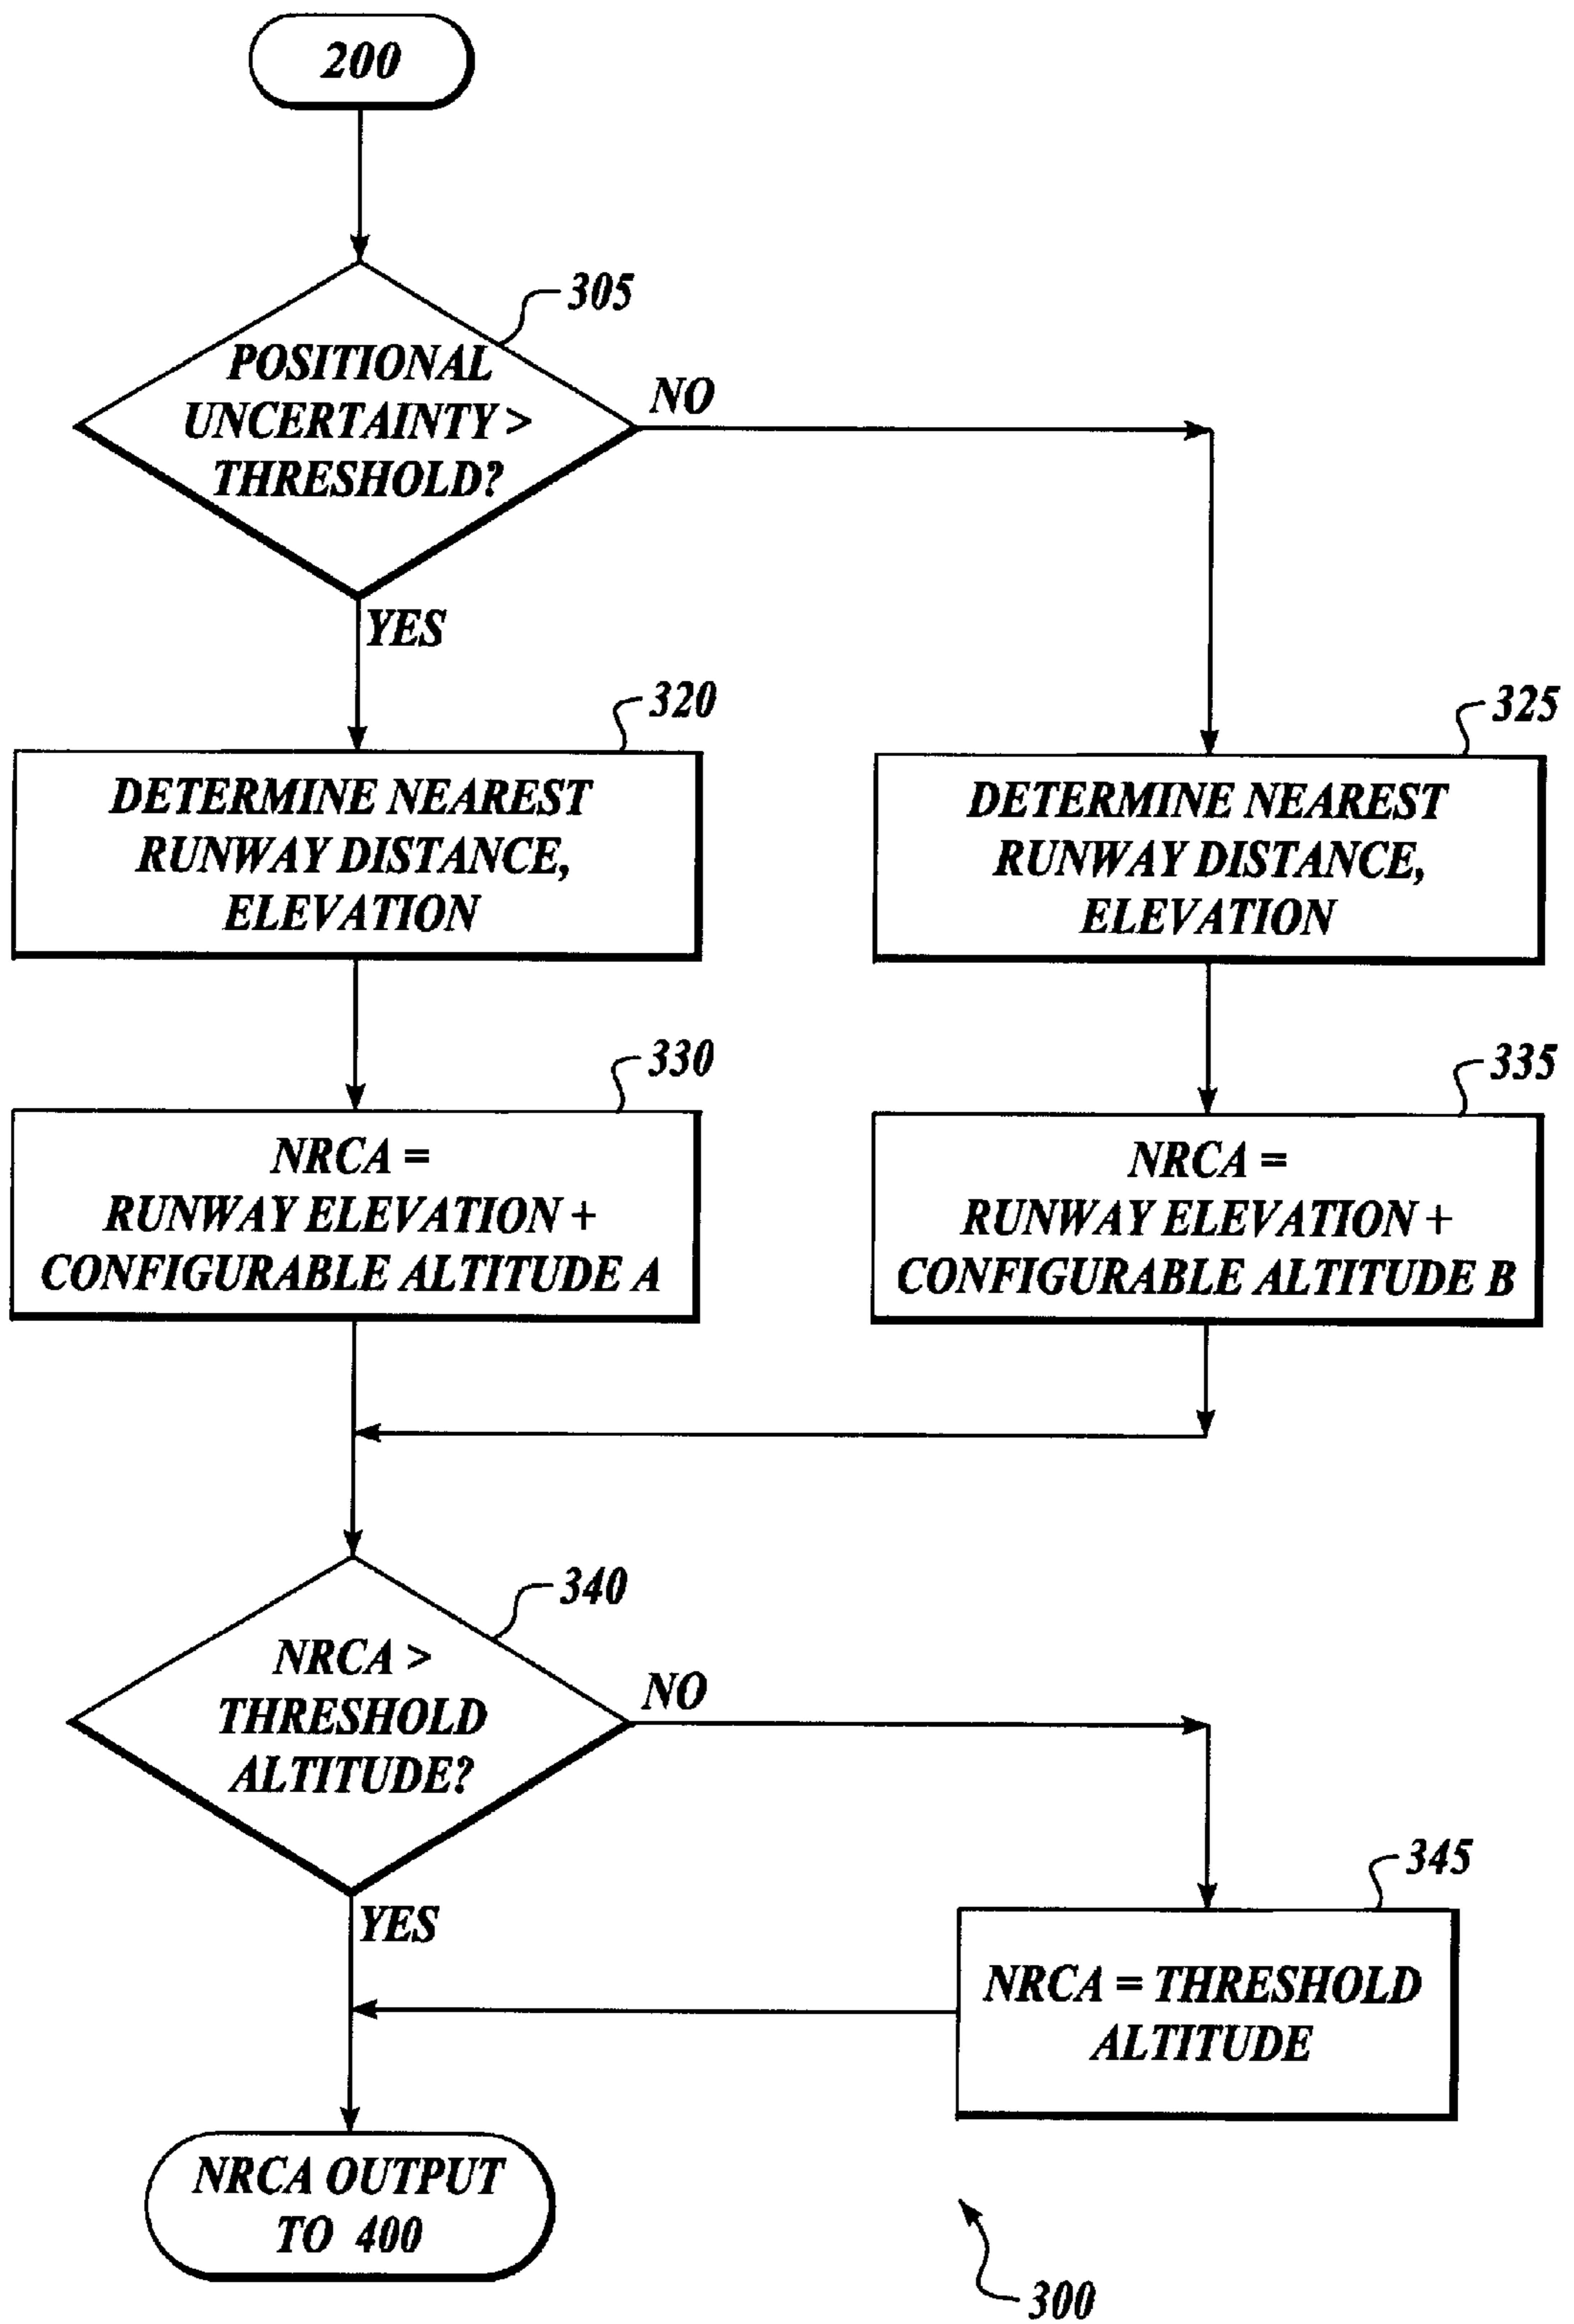 200
305
POSITIONAL
UNCERTAINTY >
THRESHOLD?
NO
YES
320
DETERMINE NEAREST
RUNWAY DISTANCE,
ELEVATION
325
DETERMINE NEAREST
RUNWAY DISTANCE,
ELEVATION
330
NRCA =
RUNWAY ELEVATION +
CONFIGURABLE ALTITUDE A
335
NRCA =
RUNWAY ELEVATION +
CONFIGURABLE ALTITUDE B
340
NRCA >
THRESHOLD
ALTITUDE?
NO
YES
345
NRCA = THRESHOLD
ALTITUDE
NRCA OUTPUT
TO 400
300